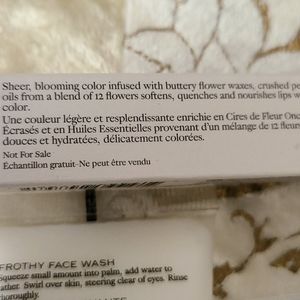 Sheer, blooming color infused with buttery flower waxes, crushed
oils from a blend of 12 flowers softens, quenches and nourishes lips
color.
Une couleur légère et resplendissante enrichie en Cires de Fleur
Écrasés et en Huiles Essentielles provenant d'un mélange de 12 fleurs
douces et hydratées, délicatement colorées.
Not For Sale
Échantillon gratuit-Ne peut être vendu
FROTHY FACE WASH
Squeeze small amount into palm, add water to
lather. Swirl over skin, steering clear of eyes. Rinse
thoroughly.